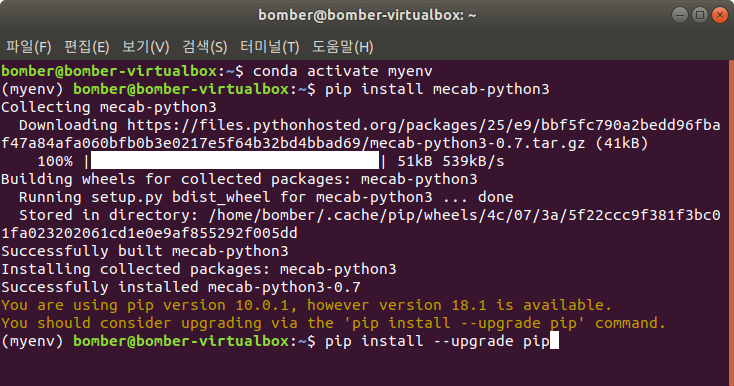 bomber@bomber-virtualbox: ~
파일(F) 편집(E) 보기(V) 검색(S) 터미널(T) 도움말(H)
bomber@bomber-virtualbox:~$ conda activate myenv
(myenv) bomber@bomber-virtualbox:~$ pip install mecab-python3
Collecting mecab-python3
  Downloading https://files.pythonhosted.org/packages/25/e9/bbf5fc790a2bedd96fba
f47a84afa060bfb0b3e0217e5f64b32bd4bbad69/mecab-python3-0.7.tar.gz (41kB)
    100% |████████████████████████████████| 51kB 539kB/s
Building wheels for collected packages: mecab-python3
  Running setup.py bdist_wheel for mecab-python3 ... done
  Stored in directory: /home/bomber/.cache/pip/wheels/4c/07/3a/5f22ccc9f381f3bc0
1fa023202061cd1e0e9af855292f005dd
Successfully built mecab-python3
Installing collected packages: mecab-python3
Successfully installed mecab-python3-0.7
You are using pip version 10.0.1, however version 18.1 is available.
You should consider upgrading via the 'pip install --upgrade pip' command.
(myenv) bomber@bomber-virtualbox:~$ pip install --upgrade pip